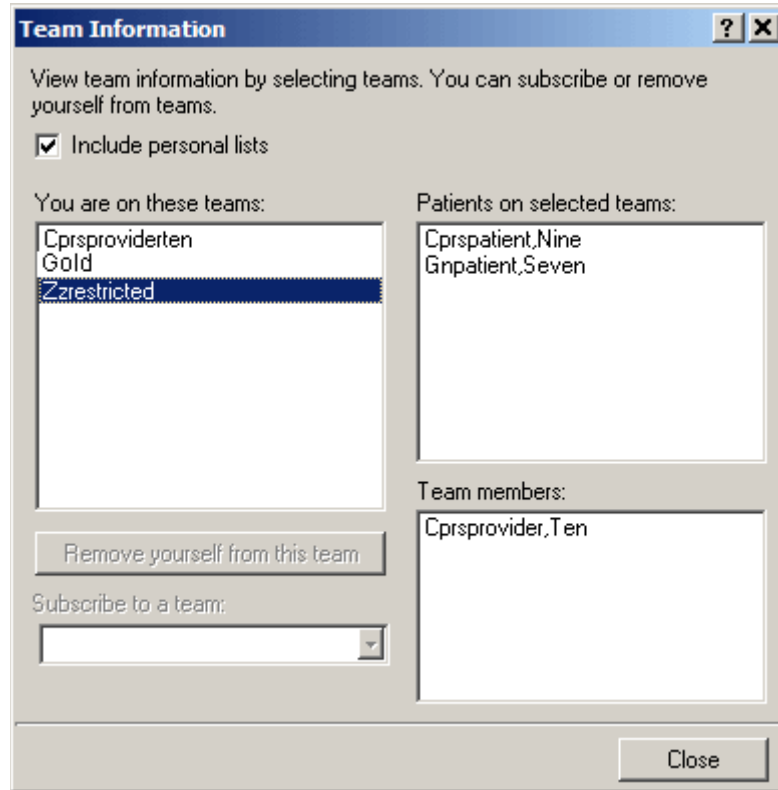 Team Information
View team information by selecting teams. You can subscribe or remove
yourself from teams.
Include personal lists
You are on these teams:
Cprsproviderten
Gold
Zzrestricted
Remove yourself from this team
Subscribe to a team:
Patients on selected teams:
Cprspatient,Nine
Gnpatient,Seven
Team members:
Cprsprovider,Ten
Close